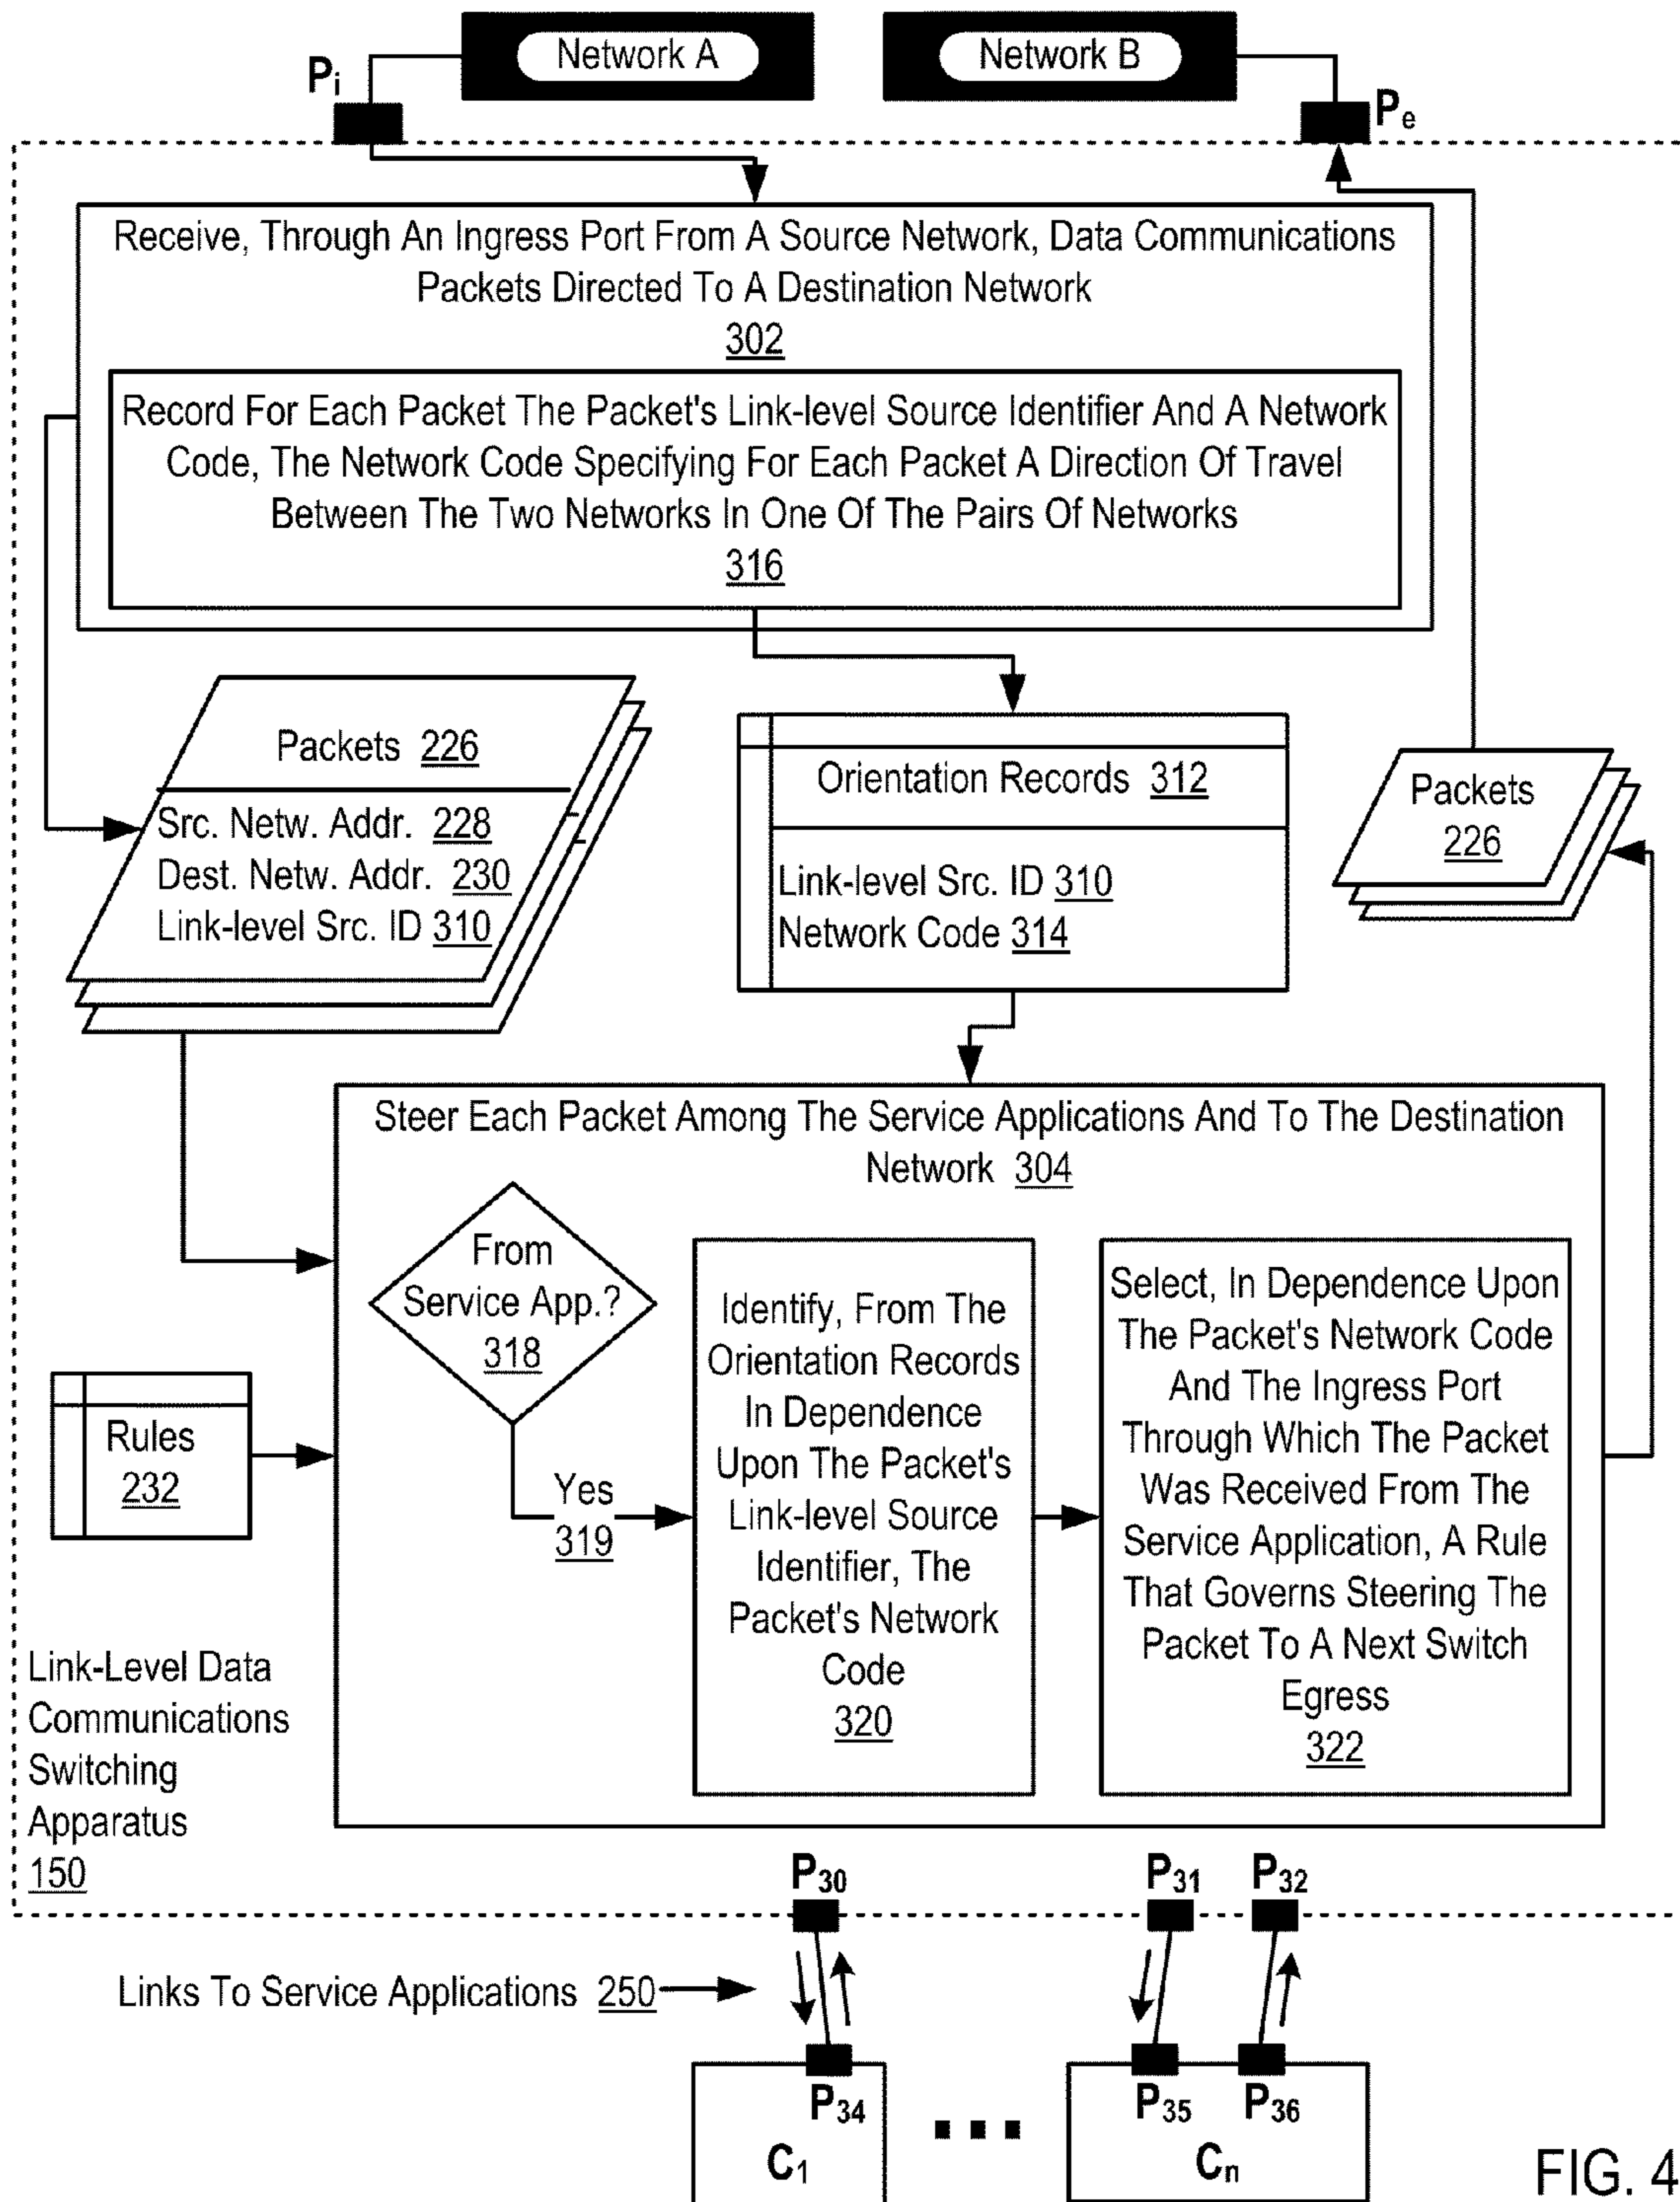 Network A
Network B
Pi
Pe
Receive, Through An Ingress Port From A Source Network, Data Communications
Packets Directed To A Destination Network
302
Record For Each Packet The Packet's Link-level Source Identifier And A Network
Code, The Network Code Specifying For Each Packet A Direction Of Travel
Between The Two Networks In One Of The Pairs Of Networks
316
Packets 226
Src. Netw. Addr. 228
Dest. Netw. Addr. 230
Link-level Src. ID 310
Orientation Records 312
Link-level Src. ID 310
Network Code 314
Packets
226
Steer Each Packet Among The Service Applications And To The Destination
Network 304
From
Service App.?
318
Yes
319
Identify, From The
Orientation Records
In Dependence
Upon The Packet's
Link-level Source
Identifier, The
Packet's Network
Code
320
Select, In Dependence Upon
The Packet's Network Code
And The Ingress Port
Through Which The Packet
Was Received From The
Service Application, A Rule
That Governs Steering The
Packet To A Next Switch
Egress
322
Rules
232
Link-Level Data
Communications
Switching
Apparatus
150
P30
P31
P32
Links To Service Applications 250
P34
P35
P36
C1
Cn
FIG. 4